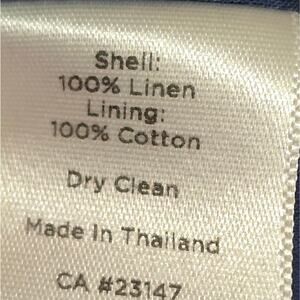 Shell:
100% Linen
Lining:
100% Cotton
Dry Clean
Made In Thailand
CA #23147